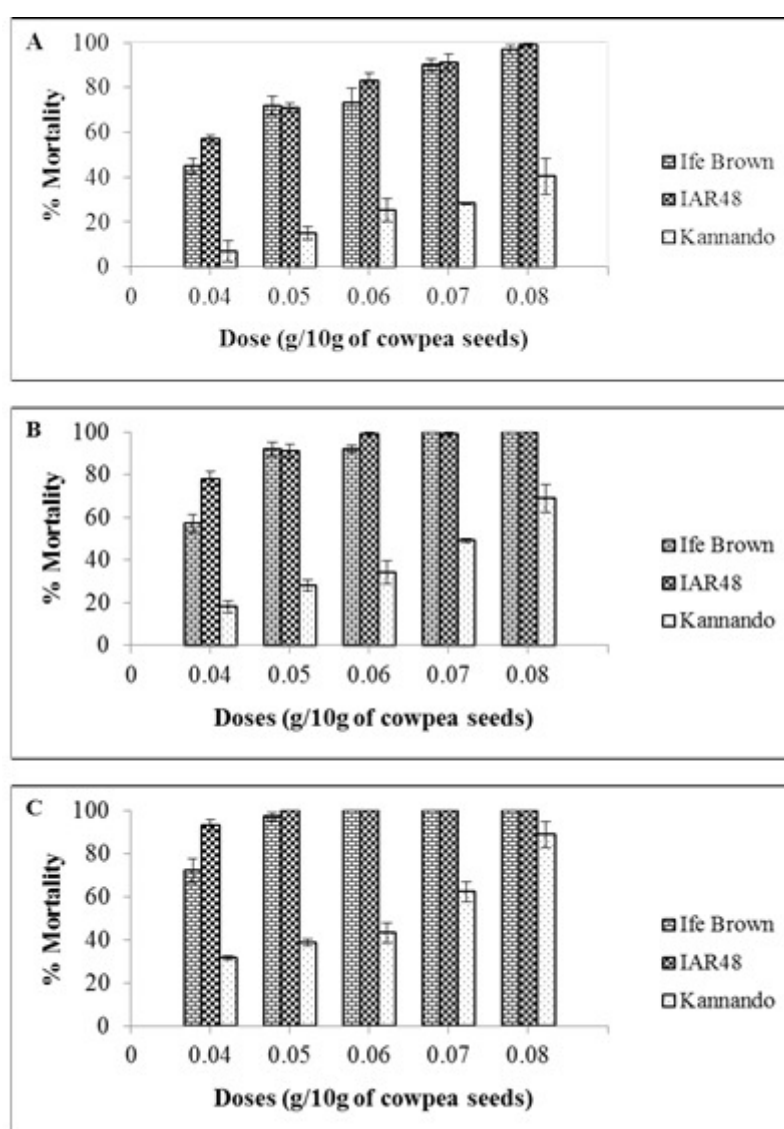 A
100
80
60
40
20
0
% Mortality
0 0.04 0.05 0.06 0.07 0.08
Dose (g/10g of cowpea seeds)
Ife Brown
IAR48
Kannando
B
100
80
60
40
20
0
% Mortality
0 0.04 0.05 0.06 0.07 0.08
Doses (g/10g of cowpea seeds)
Ife Brown
IAR48
Kannando
C
100
80
60
40
20
0
% Mortality
0 0.04 0.05 0.06 0.07 0.08
Doses (g/10g of cowpea seeds)
Ife Brown
IAR48
Kannando